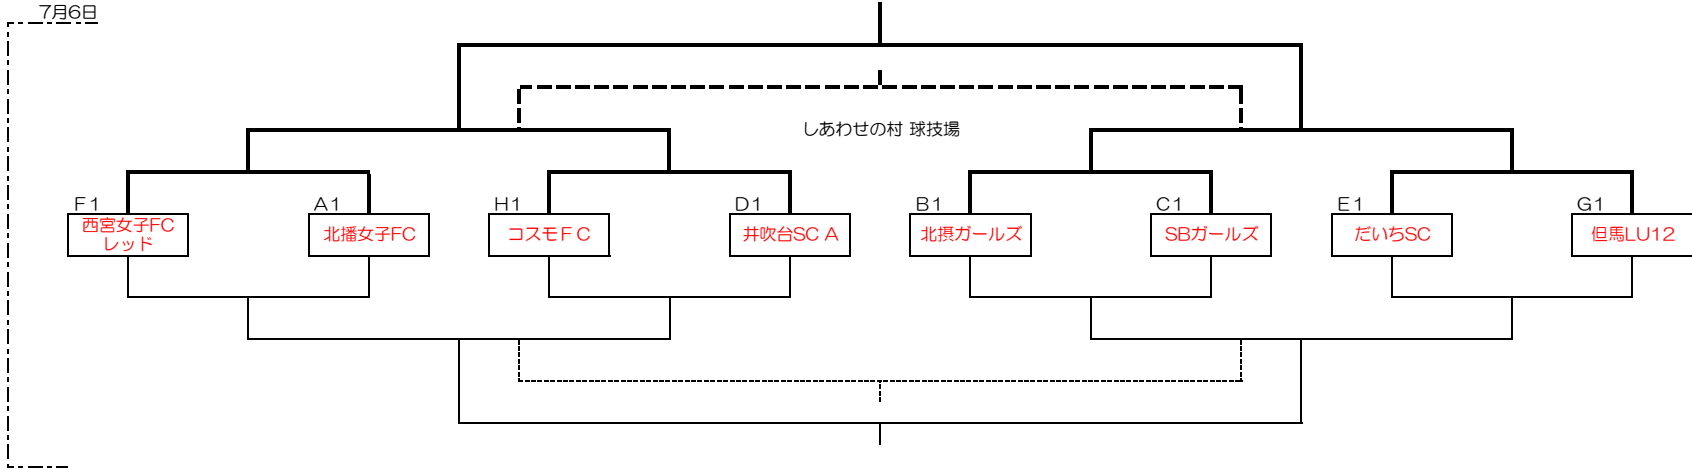 7月6日
しあわせの村 球技場
F1
A1
H1
D1
B1
C1
E1
G1
西宮女子FC
レッド
北播女子FC
コスモFC
井吹台SC A
北摂ガールズ
SBガールズ
だいちSC
但馬LU12